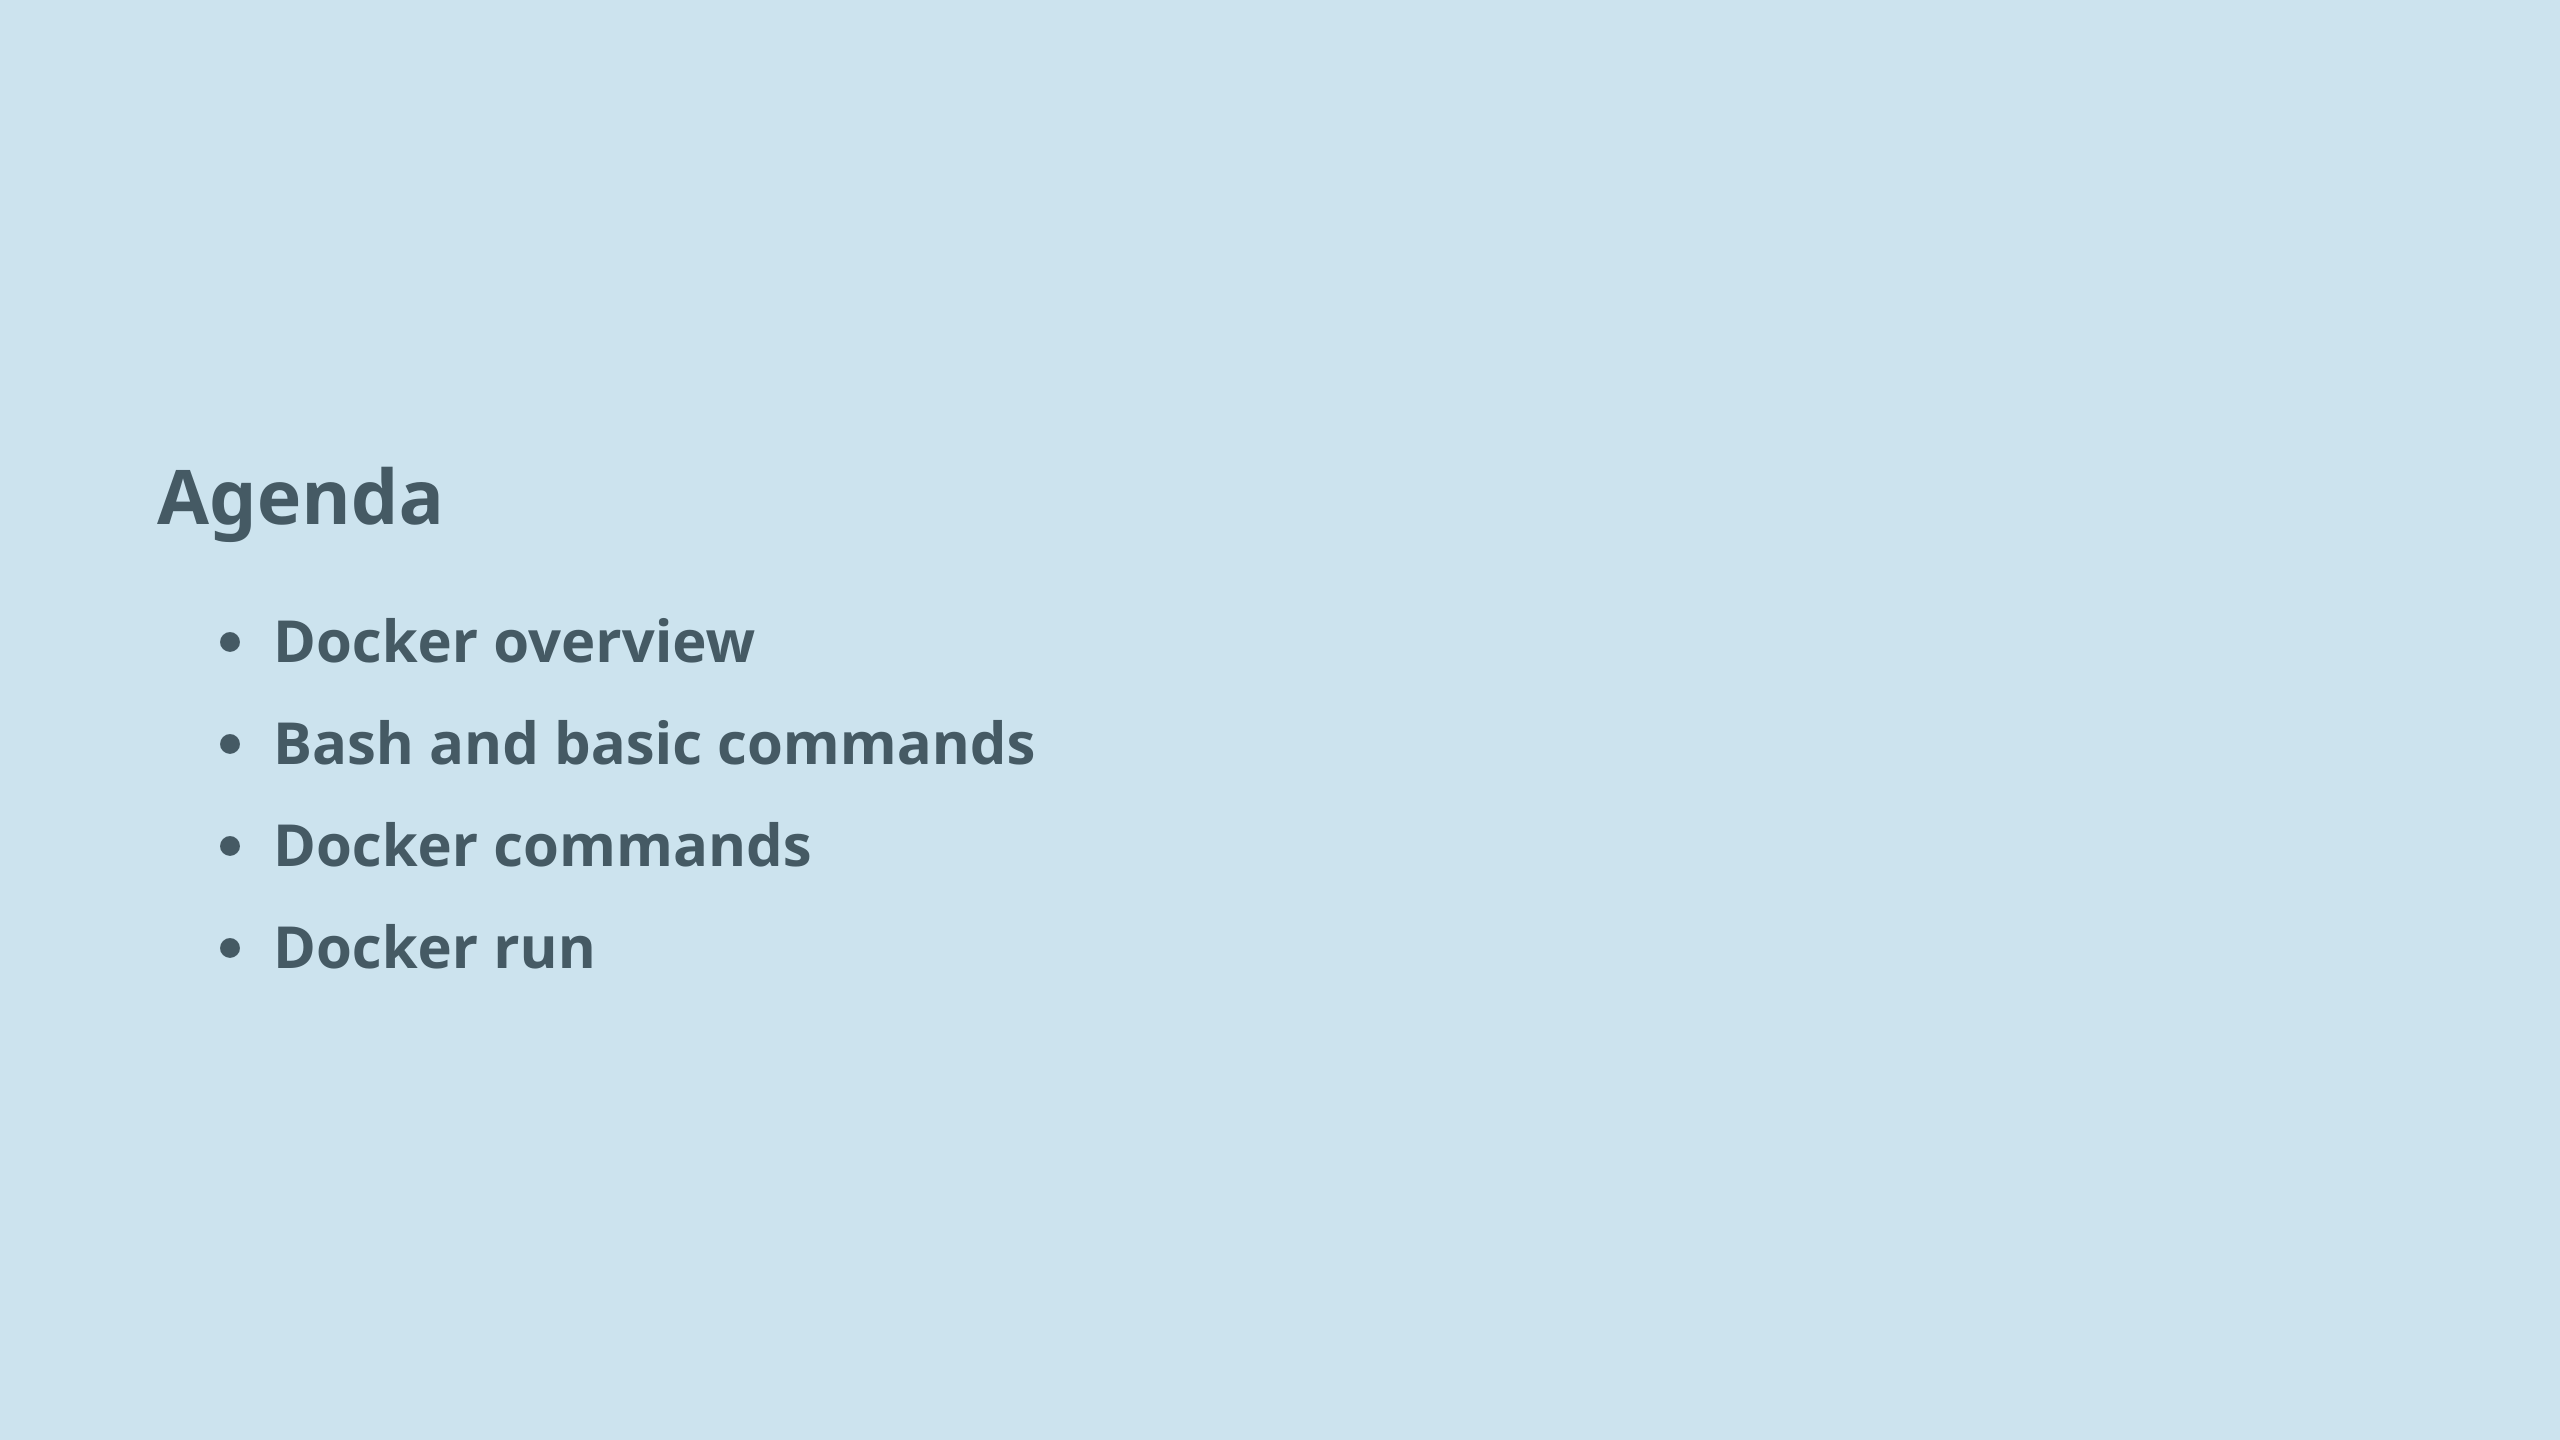 Agenda
• Docker overview
• Bash and basic commands
• Docker commands
• Docker run